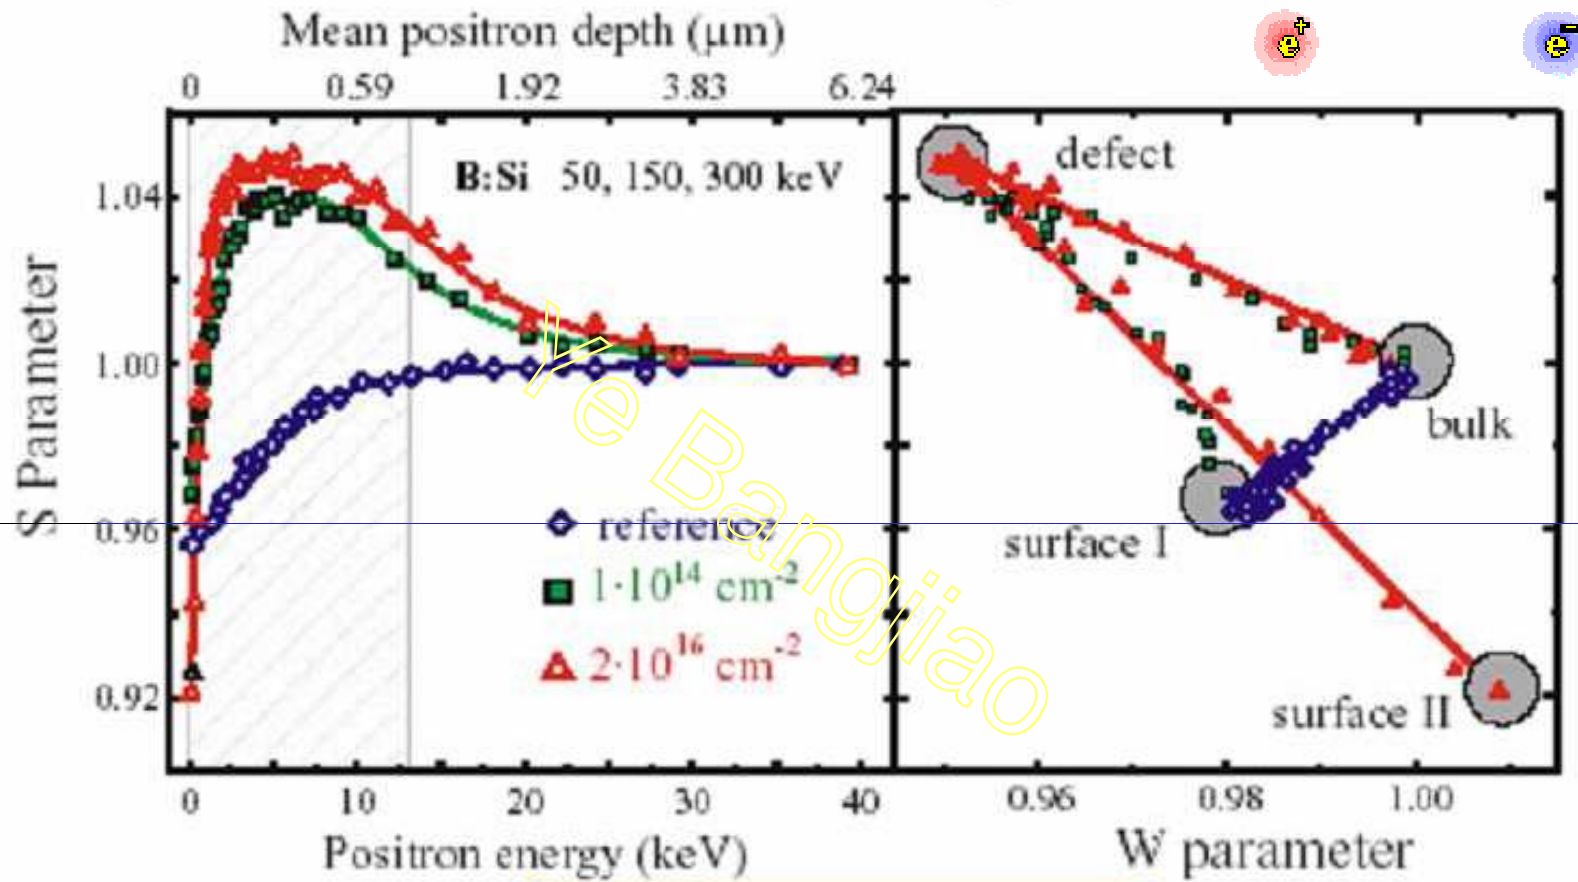 Mean positron depth (μm)
0 0.59 1.92 3.83 6.24
B:Si 50, 150, 300 keV
defect
1.04
1.00
0.96
0.92
S Parameter
bulk
reference
surface I
1·10¹⁴ cm⁻²
2·10¹⁶ cm⁻²
surface II
Ye Bangjiao
0 10 20 30 40
0.96 0.98 1.00
Positron energy (keV)
W parameter